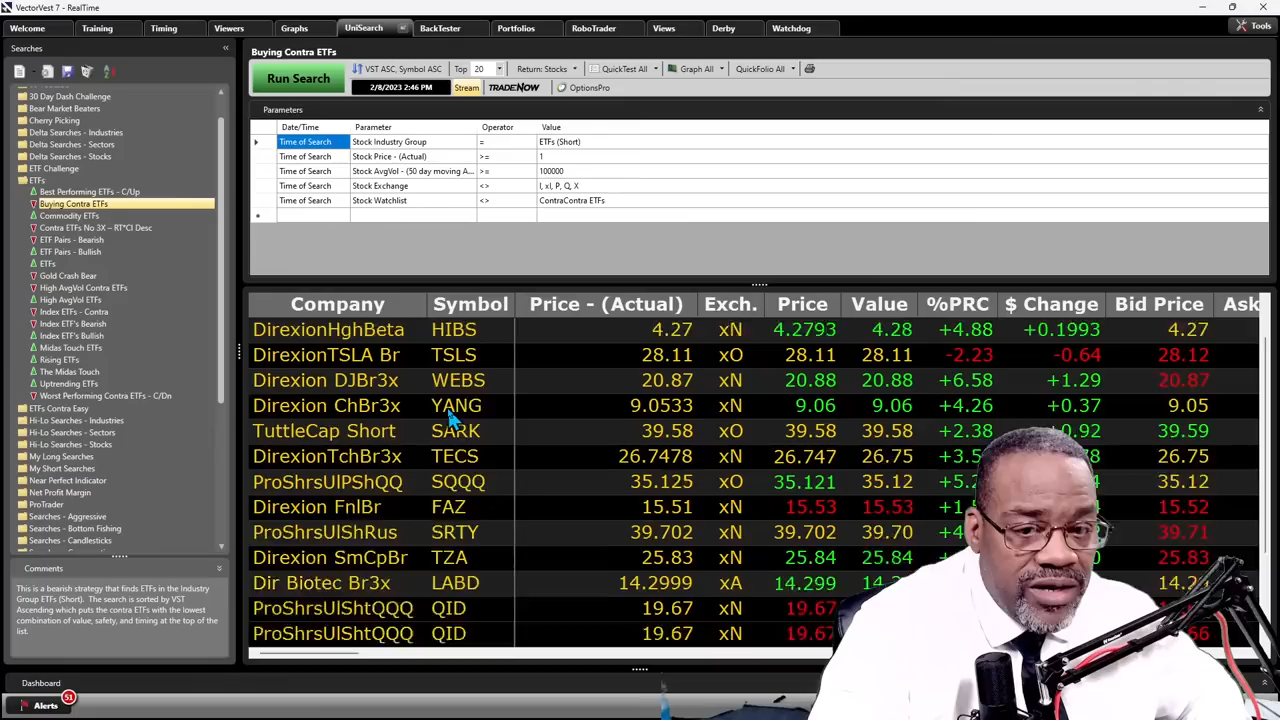 VectorVest 7 - RealTime
Welcome Training Timing Viewers Graphs UniSearch BackTester Portfolios RoboTrader Views Derby Watchdog Tools
Searches
30 Day Dash Challenge
Bear Market Beaters
Cherry Picking
Delta Searches - Industries
Delta Searches - Sectors
Delta Searches - Stocks
ETF Challenge
ETFs
Best Performing ETFs - C/Up
Buying Contra ETFs
Commodity ETFs
Contra ETFs No 3X – RT*CI Desc
ETF Pairs - Bearish
ETF Pairs - Bullish
ETFs
Gold Crash Bear
High AvgVol Contra ETFs
High AvgVol ETFs
Index ETFs - Contra
Index ETF's Bearish
Index ETF's Bullish
Midas Touch ETFs
Rising ETFs
The Midas Touch
Uptrending ETFs
Worst Performing Contra ETFs - C/Dn
ETFs Contra Easy
Hi-Lo Searches - Industries
Hi-Lo Searches - Sectors
Hi-Lo Searches - Stocks
My Long Searches
My Short Searches
Near Perfect Indicator
Net Profit Margin
ProTrader
Searches - Aggressive
Searches - Bottom Fishing
Searches - Candlesticks
Comments
This is a bearish strategy that finds ETFs in the Industry
Group ETFs (Short). The search is sorted by VST
Ascending which puts the contra ETFs with the lowest
combination of value, safety, and timing at the top of the
list.
Buying Contra ETFs
Run Search
VST ASC, Symbol ASC Top 20 Return: Stocks QuickTest All Graph All QuickFolio All
2/8/2023 2:46 PM Stream TRADENOW OptionsPro
Parameters
Date/Time Parameter Operator Value
Time of Search Stock Industry Group = ETFs (Short)
Time of Search Stock Price - (Actual) >= 1
Time of Search Stock AvgVol - (50 day moving A... >= 100000
Time of Search Stock Exchange <> I, xI, P, Q, X
Time of Search Stock Watchlist <> ContraContra ETFs
Company Symbol Price - (Actual) Exch. Price Value %PRC $ Change Bid Price Ask
DirexionHghBeta HIBS 4.27 xN 4.2793 4.28 +4.88 +0.1993 4.27
DirexionTSLA Br TSLS 28.11 xO 28.11 28.11 -2.23 -0.64 28.12
Direxion DJBr3x WEBS 20.87 xN 20.88 20.88 +6.58 +1.29 20.87
Direxion ChBr3x YANG 9.0533 xN 9.06 9.06 +4.26 +0.37 9.05
TuttleCap Short SARK 39.58 xO 39.58 39.58 +2.38 +0.92 39.59
DirexionTchBr3x TECS 26.7478 xN 26.747 26.75 26.75
ProShrsUlPShQQ SQQQ 35.125 xO 35.121 35.12 35.12
Direxion FnlBr FAZ 15.51 xN 15.53 15.53 15.52
ProShrsUlShRus SRTY 39.702 xN 39.702 39.70 39.71
Direxion SmCpBr TZA 25.83 xN 25.84 25.84 25.83
Dir Biotec Br3x LABD 14.2999 xA 14.299
ProShrsUlShtQQQ QID 19.67 xN 19.67
ProShrsUlShtQQQ QID 19.67 xN
Dashboard
Alerts 51